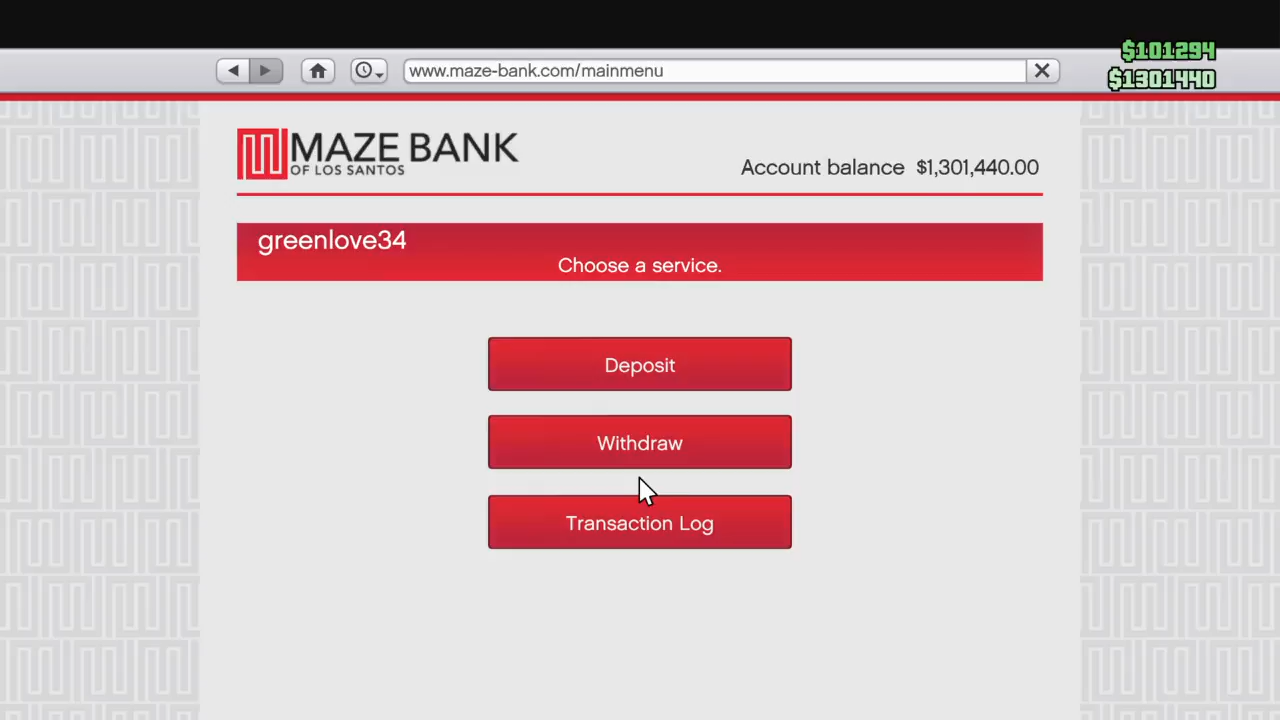 $101294
www.maze-bank.com/mainmenu
$1301440
MAZE BANK
OF LOS SANTOS
Account balance $1,301,440.00
greenlove34
Choose a service.
Deposit
Withdraw
Transaction Log